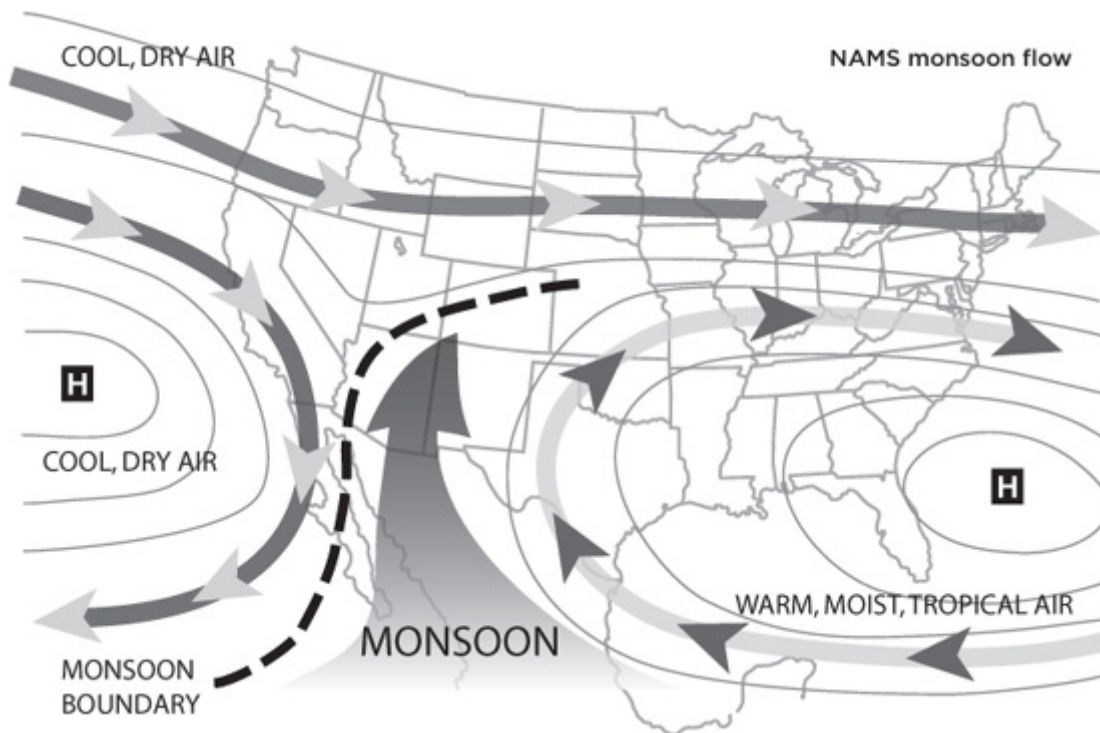 COOL, DRY AIR
NAMS monsoon flow
H
COOL, DRY AIR
H
WARM, MOIST, TROPICAL AIR
MONSOON
MONSOON
BOUNDARY